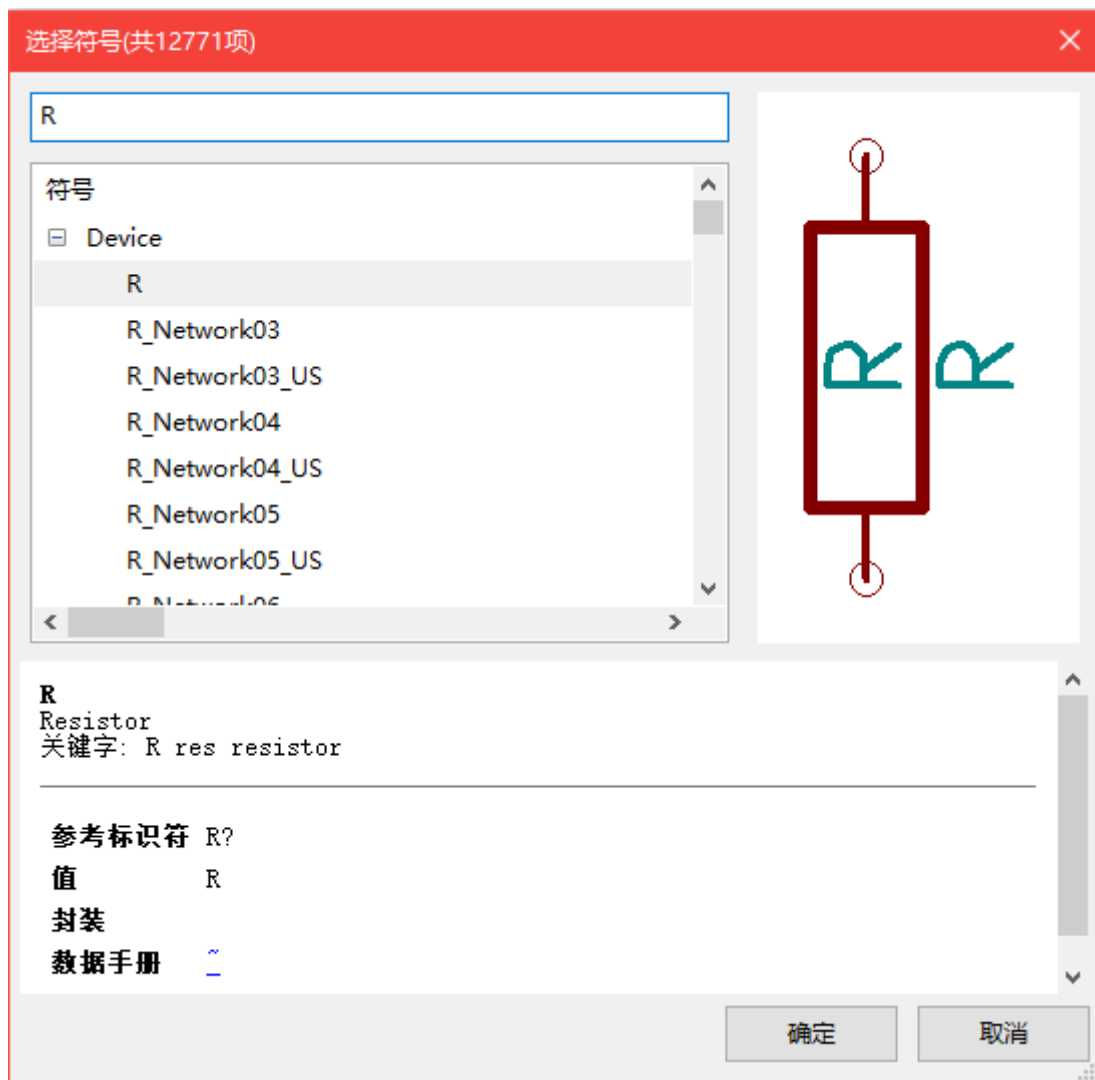 选择符号(共12771项)
R
符号
Device
R
R_Network03
R_Network03_US
R_Network04
R_Network04_US
R_Network05
R_Network05_US
R_Network06
R R
R
Resistor
关键字: R res resistor
参考标识符 R?
值 R
封装
数据手册 ~
确定 取消